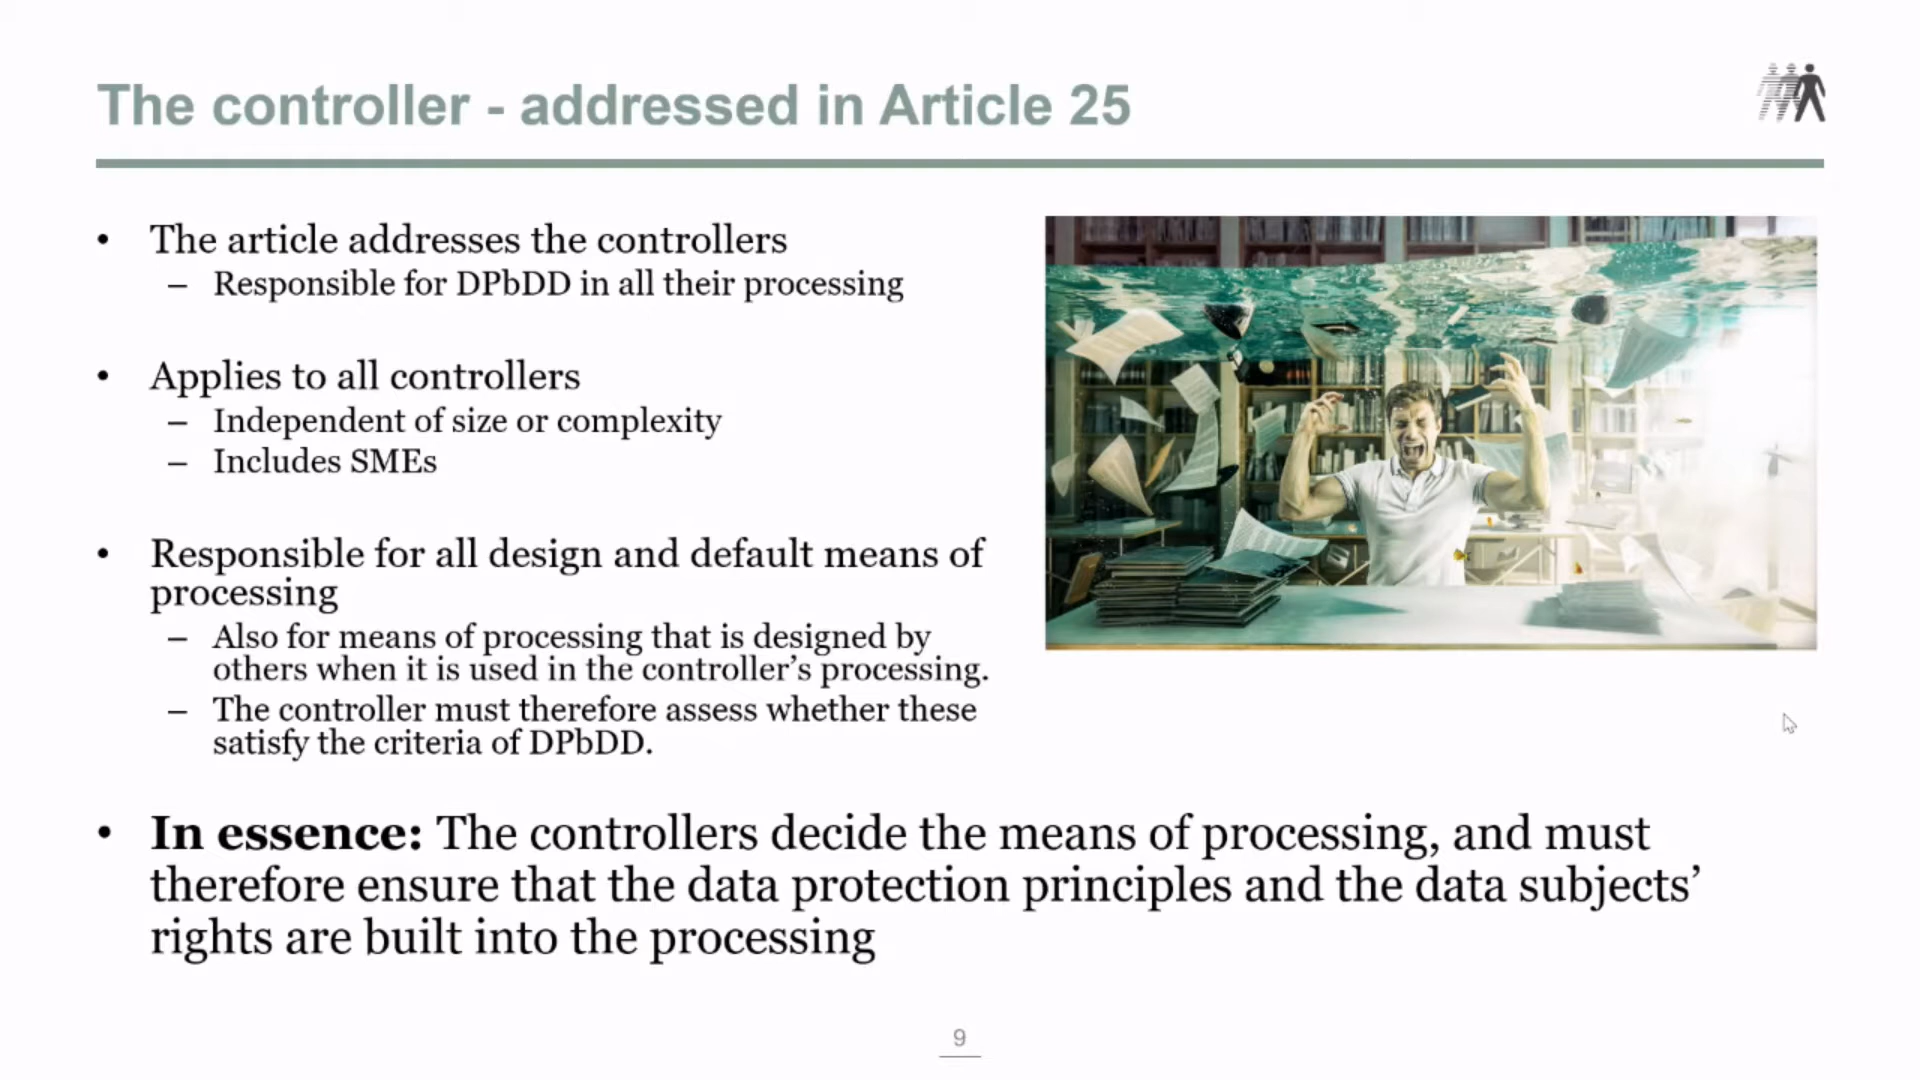 The controller - addressed in Article 25
• The article addresses the controllers
– Responsible for DPbDD in all their processing
• Applies to all controllers
– Independent of size or complexity
– Includes SMEs
• Responsible for all design and default means of
processing
– Also for means of processing that is designed by
others when it is used in the controller’s processing.
– The controller must therefore assess whether these
satisfy the criteria of DPbDD.
• In essence: The controllers decide the means of processing, and must
therefore ensure that the data protection principles and the data subjects’
rights are built into the processing
9